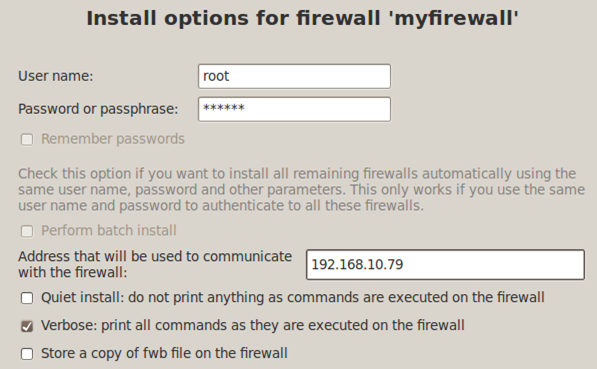 Install options for firewall 'myfirewall'
User name:
root
Password or passphrase:
******
Remember passwords
Check this option if you want to install all remaining firewalls automatically using the
same user name, password and other parameters. This only works if you use the same
user name and password to authenticate to all these firewalls.
Perform batch install
Address that will be used to communicate
with the firewall:
192.168.10.79
Quiet install: do not print anything as commands are executed on the firewall
Verbose: print all commands as they are executed on the firewall
Store a copy of fwb file on the firewall